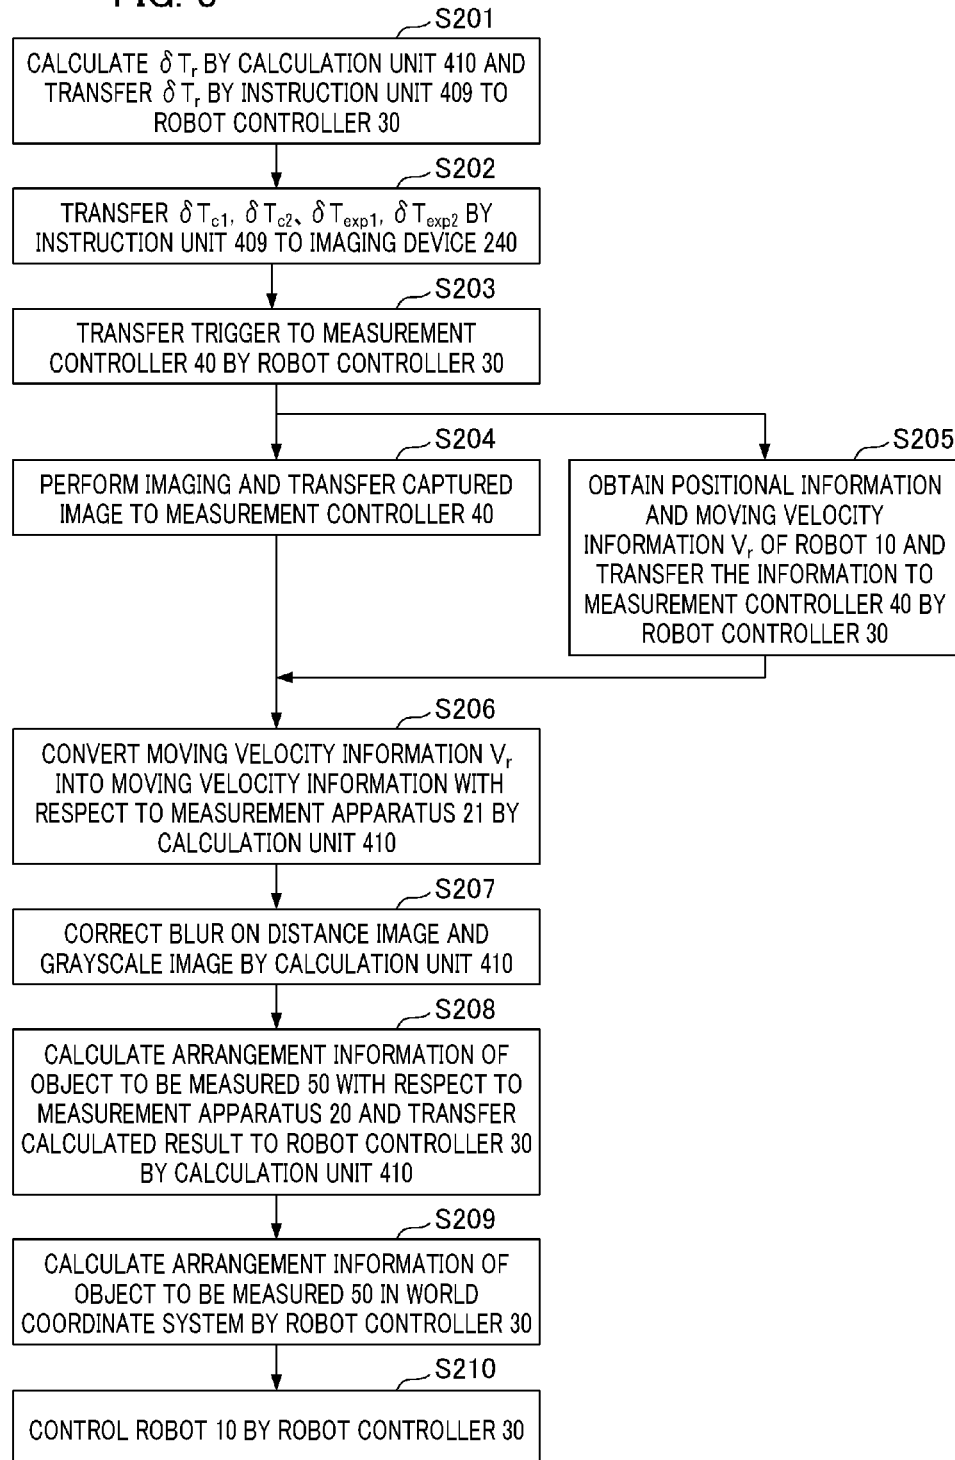 S201
CALCULATE δTr BY CALCULATION UNIT 410 AND
TRANSFER δTr BY INSTRUCTION UNIT 409 TO
ROBOT CONTROLLER 30
S202
TRANSFER δTc1, δTc2、δTexp1, δTexp2 BY
INSTRUCTION UNIT 409 TO IMAGING DEVICE 240
S203
TRANSFER TRIGGER TO MEASUREMENT
CONTROLLER 40 BY ROBOT CONTROLLER 30
S204
PERFORM IMAGING AND TRANSFER CAPTURED
IMAGE TO MEASUREMENT CONTROLLER 40
S205
OBTAIN POSITIONAL INFORMATION
AND MOVING VELOCITY
INFORMATION Vr OF ROBOT 10 AND
TRANSFER THE INFORMATION TO
MEASUREMENT CONTROLLER 40 BY
ROBOT CONTROLLER 30
S206
CONVERT MOVING VELOCITY INFORMATION Vr
INTO MOVING VELOCITY INFORMATION WITH
RESPECT TO MEASUREMENT APPARATUS 21 BY
CALCULATION UNIT 410
S207
CORRECT BLUR ON DISTANCE IMAGE AND
GRAYSCALE IMAGE BY CALCULATION UNIT 410
S208
CALCULATE ARRANGEMENT INFORMATION OF
OBJECT TO BE MEASURED 50 WITH RESPECT TO
MEASUREMENT APPARATUS 20 AND TRANSFER
CALCULATED RESULT TO ROBOT CONTROLLER 30
BY CALCULATION UNIT 410
S209
CALCULATE ARRANGEMENT INFORMATION OF
OBJECT TO BE MEASURED 50 IN WORLD
COORDINATE SYSTEM BY ROBOT CONTROLLER 30
S210
CONTROL ROBOT 10 BY ROBOT CONTROLLER 30